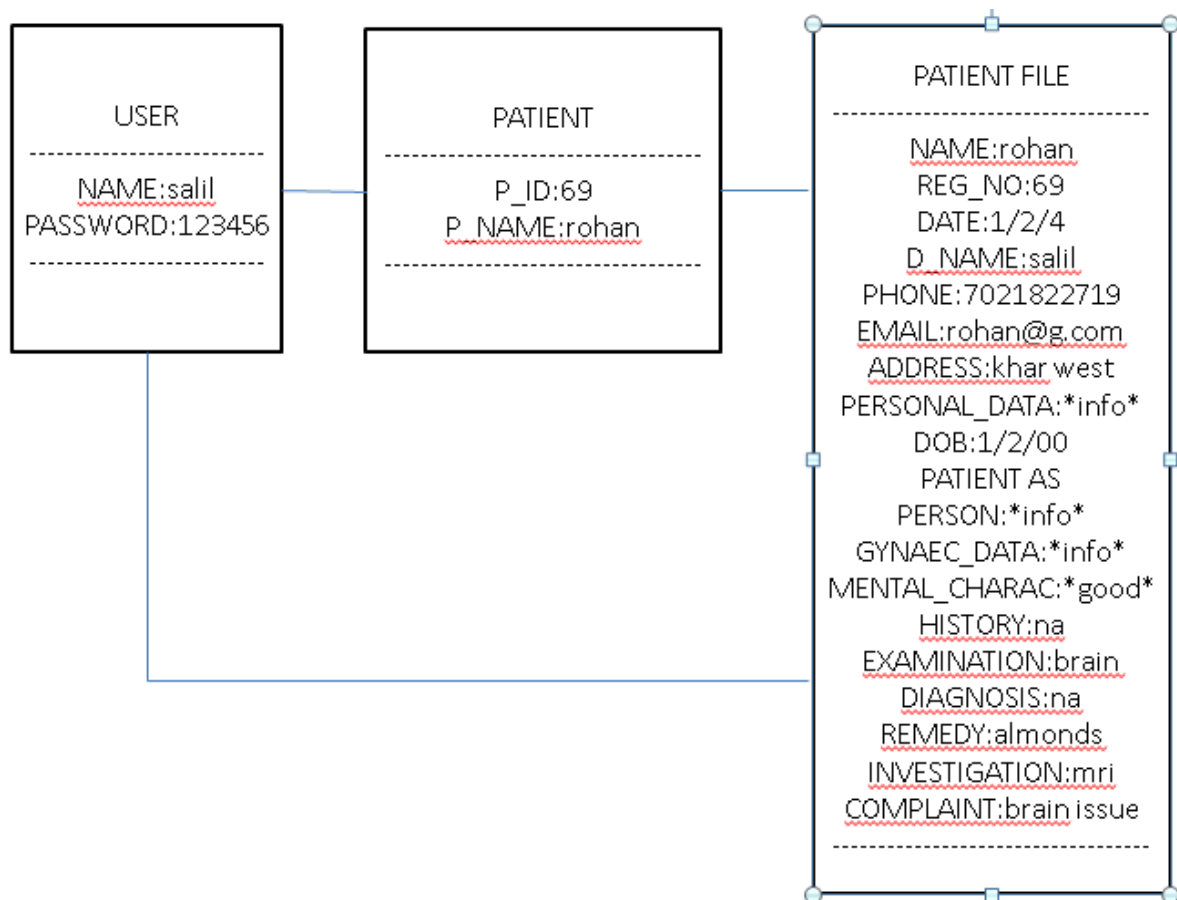 USER
------------------------
NAME:salil
PASSWORD:123456
------------------------
PATIENT
--------------------------------
P_ID:69
P_NAME:rohan
--------------------------------
PATIENT FILE
--------------------------------
NAME:rohan
REG_NO:69
DATE:1/2/4
D_NAME:salil
PHONE:7021822719
EMAIL:rohan@g.com
ADDRESS:khar west
PERSONAL_DATA:*info*
DOB:1/2/00
PATIENT AS
PERSON:*info*
GYNAEC_DATA:*info*
MENTAL_CHARAC:*good*
HISTORY:na
EXAMINATION:brain
DIAGNOSIS:na
REMEDY:almonds
INVESTIGATION:mri
COMPLAINT:brain issue
--------------------------------